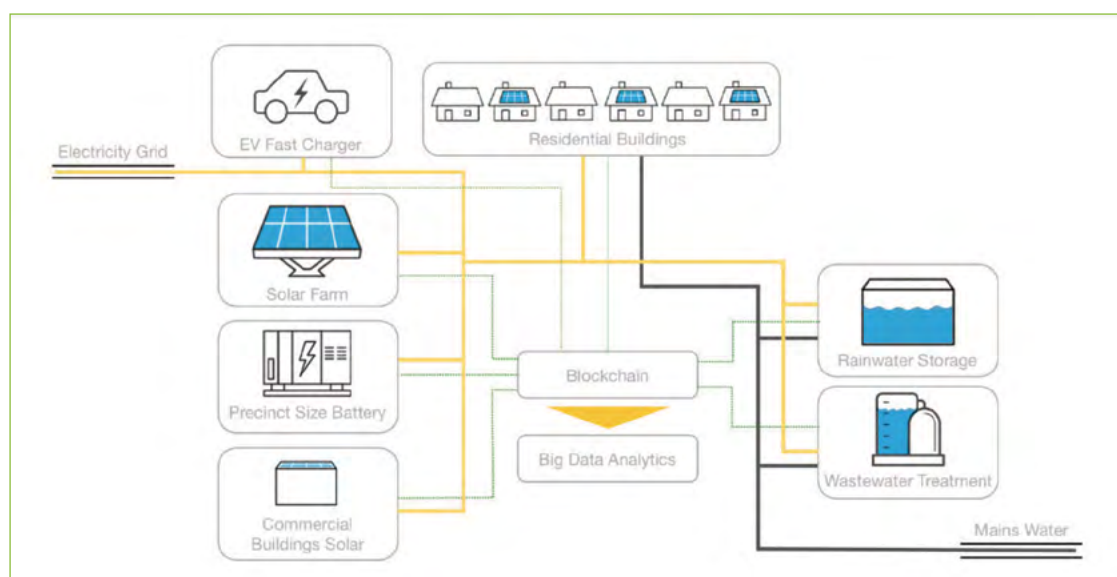 EV Fast Charger
Residential Buildings
Electricity Grid
Solar Farm
Rainwater Storage
Blockchain
Precinct Size Battery
Big Data Analytics
Wastewater Treatment
Commercial
Buildings Solar
Mains Water